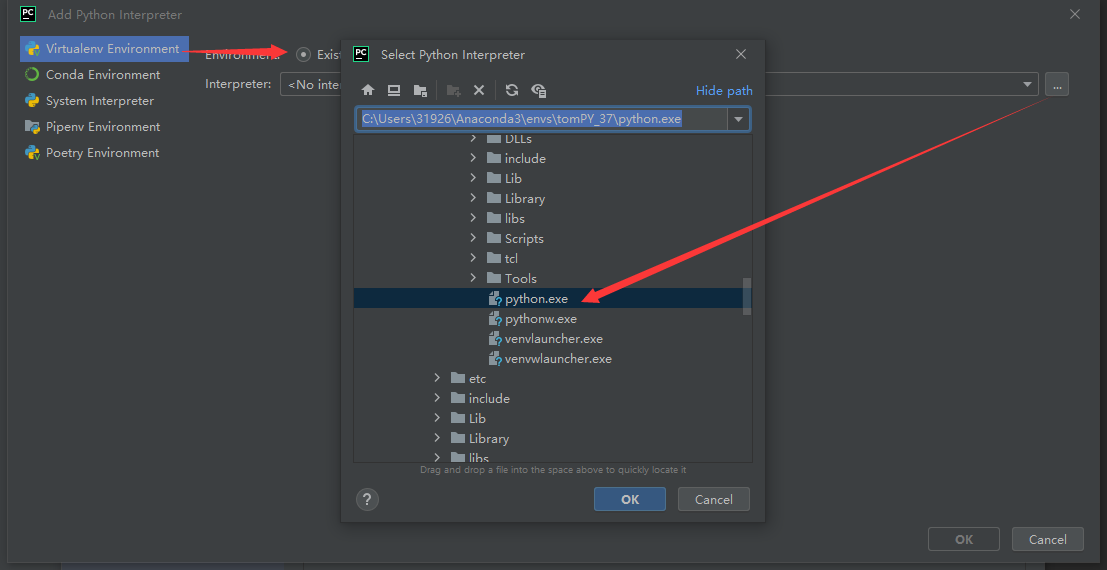 PC Add Python Interpreter
Virtualenv Environment
Conda Environment
System Interpreter
Pipenv Environment
Poetry Environment
Environment: Exist
Interpreter: <No inte
...
PC Select Python Interpreter
Hide path
C:\Users\31926\Anaconda3\envs\tomPY_37\python.exe
DLLs
include
Lib
Library
libs
Scripts
tcl
Tools
python.exe
pythonw.exe
venvlauncher.exe
venvwlauncher.exe
etc
include
Lib
Library
libs
Drag and drop a file into the space above to quickly locate it
? OK Cancel
OK Cancel